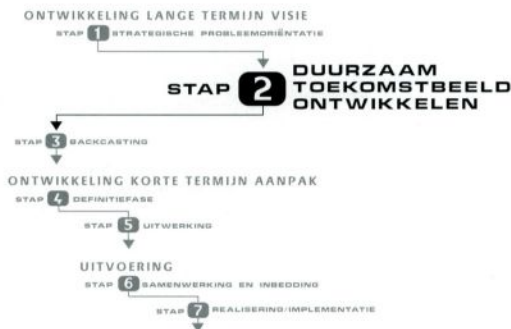 ONTWIKKELING LANGE TERMIJN VISIE
STAP 1 STRATEGISCHE PROBLEEMORIËNTATIE
STAP 2 DUURZAAM
TOEKOMSTBEELD
ONTWIKKELEN
STAP 3 BACKCASTING
ONTWIKKELING KORTE TERMIJN AANPAK
STAP 4 DEFINITIEFASE
STAP 5 UITWERKING
UITVOERING
STAP 6 SAMENWERKING EN INBEDDING
STAP 7 REALISERING/IMPLEMENTATIE